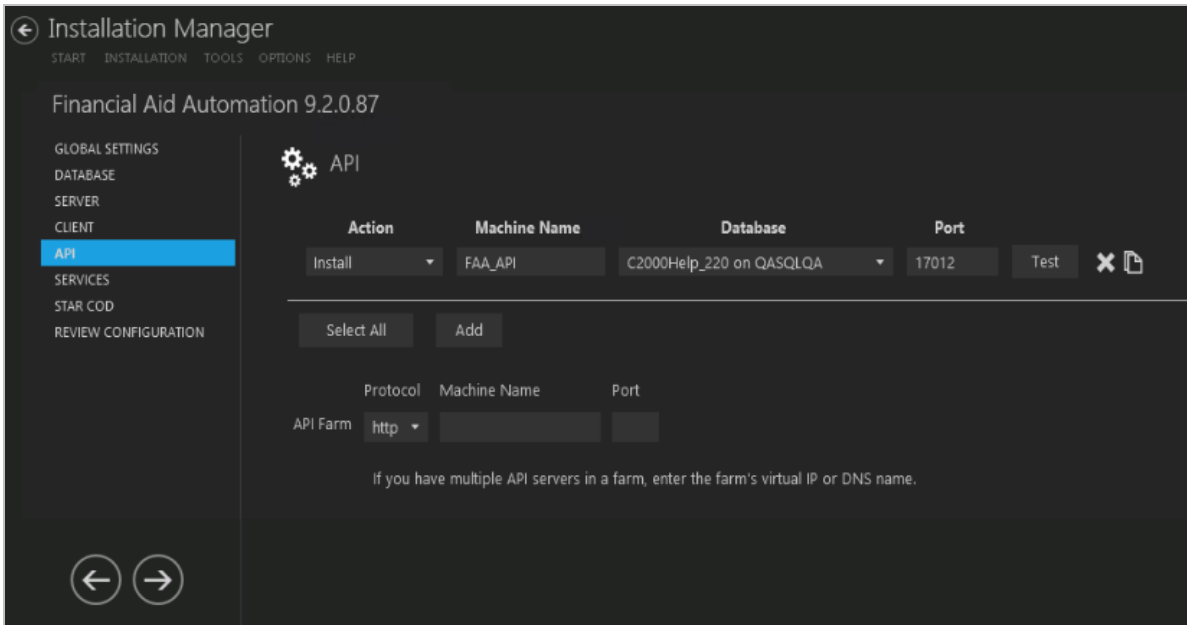 Installation Manager
START INSTALLATION TOOLS OPTIONS HELP
Financial Aid Automation 9.2.0.87
GLOBAL SETTINGS
DATABASE
SERVER
CLIENT
API
SERVICES
STAR COD
REVIEW CONFIGURATION
API
Action Machine Name Database Port
Install FAA_API C2000Help_220 on QASQLQA 17012 Test
Select All Add
Protocol Machine Name Port
API Farm http
If you have multiple API servers in a farm, enter the farm's virtual IP or DNS name.